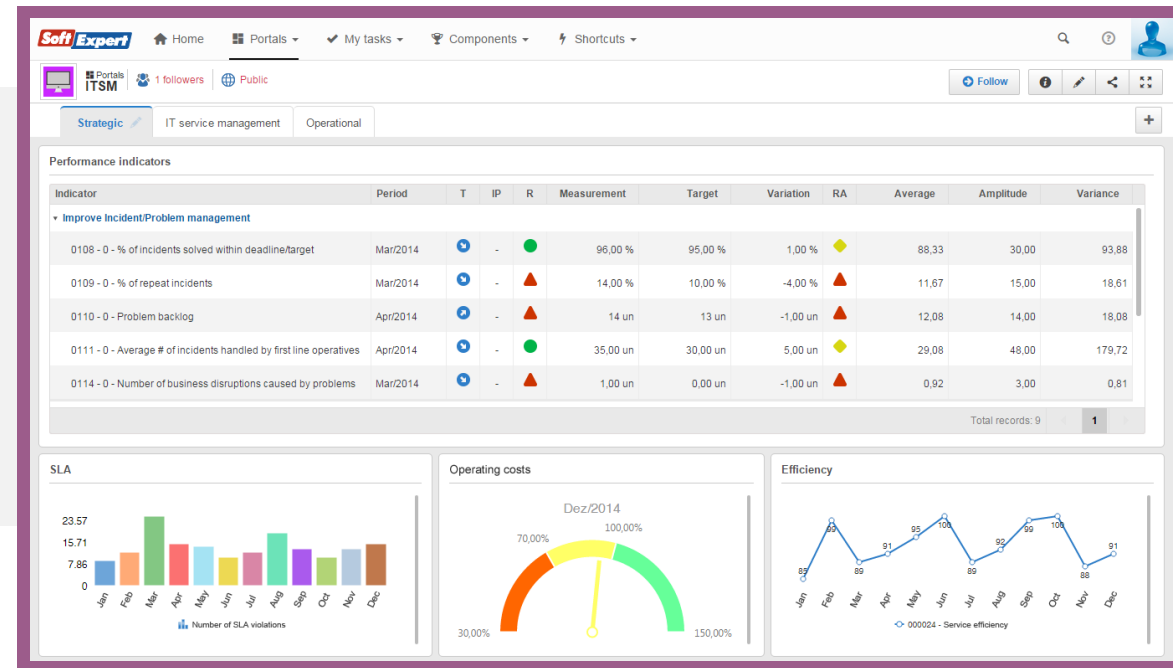 Soft Expert Home Portals My tasks Components Shortcuts
Portals
ITSM 1 followers Public Follow
Strategic IT service management Operational
Performance indicators
Indicator Period T IP R Measurement Target Variation RA Average Amplitude Variance
Improve Incident/Problem management
0108 - 0 - % of incidents solved within deadline/target Mar/2014 - 96,00 % 95,00 % 1,00 % 88,33 30,00 93,88
0109 - 0 - % of repeat incidents Mar/2014 - 14,00 % 10,00 % -4,00 % 11,67 15,00 18,61
0110 - 0 - Problem backlog Apr/2014 - 14 un 13 un -1,00 un 12,08 14,00 18,08
0111 - 0 - Average # of incidents handled by first line operatives Apr/2014 - 35,00 un 30,00 un 5,00 un 29,08 48,00 179,72
0114 - 0 - Number of business disruptions caused by problems Mar/2014 - 1,00 un 0,00 un -1,00 un 0,92 3,00 0,81
Total records: 9 1
SLA
23.57
15.71
7.86
0
Jan Feb Mar Apr May Jun Jul Aug Sep Oct Nov Dec
Number of SLA violations
Operating costs
Dez/2014
100,00%
70,00%
30,00% 150,00%
Efficiency
85 99 89 91 95 100 89 92 99 100 88 91
Jan Feb Mar Apr May Jun Jul Aug Sep Oct Nov Dec
000024 - Service efficiency